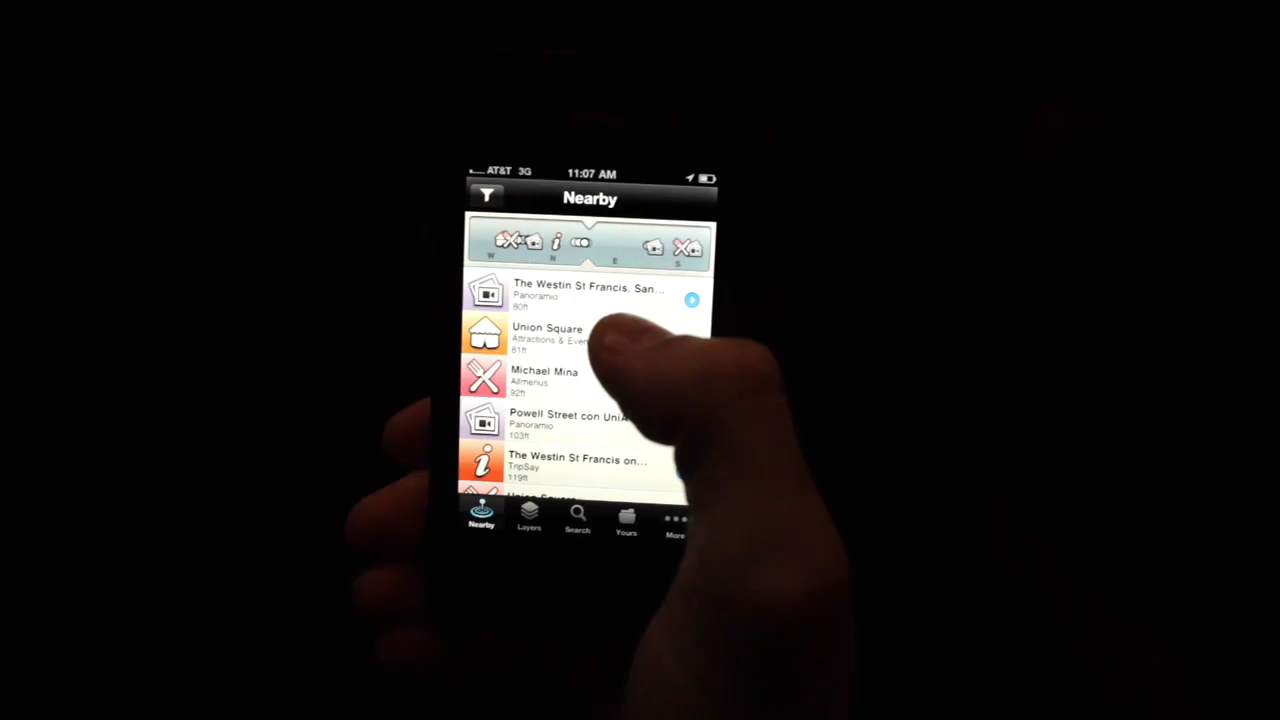 AT&T 3G 11:07 AM
Nearby
W N E S
The Westin St Francis, San...
Panoramio
80ft
Union Square
Attractions &
81ft
Michael Mina
Allmenus
92ft
Powell Street con
Panoramio
103ft
The Westin St Francis on...
TripSay
119ft
Union Square
Nearby Layers Search Yours More